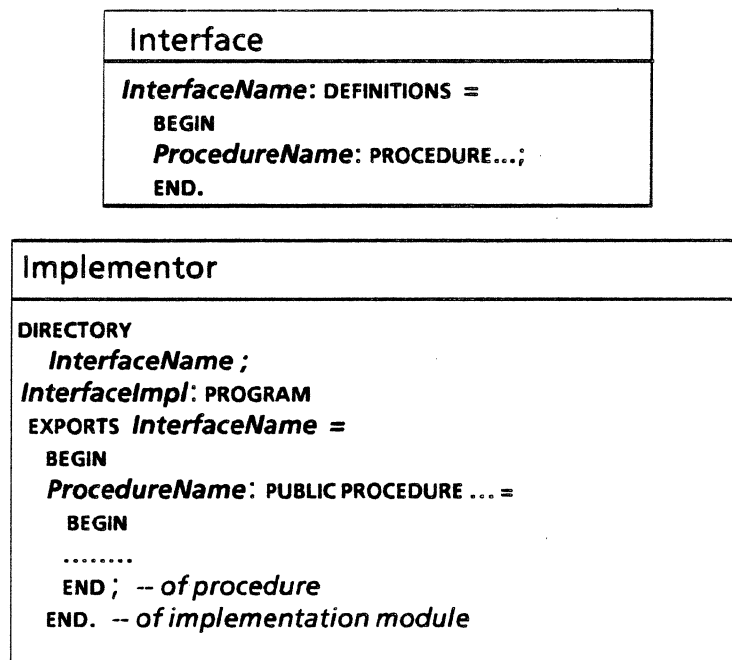 Interface
InterfaceName: DEFINITIONS =
BEGIN
ProcedureName: PROCEDURE...;
END.
Implementor
DIRECTORY
InterfaceName ;
InterfaceImpl: PROGRAM
EXPORTS InterfaceName =
BEGIN
ProcedureName: PUBLIC PROCEDURE ... =
BEGIN
........
END ; -- of procedure
END. -- of implementation module